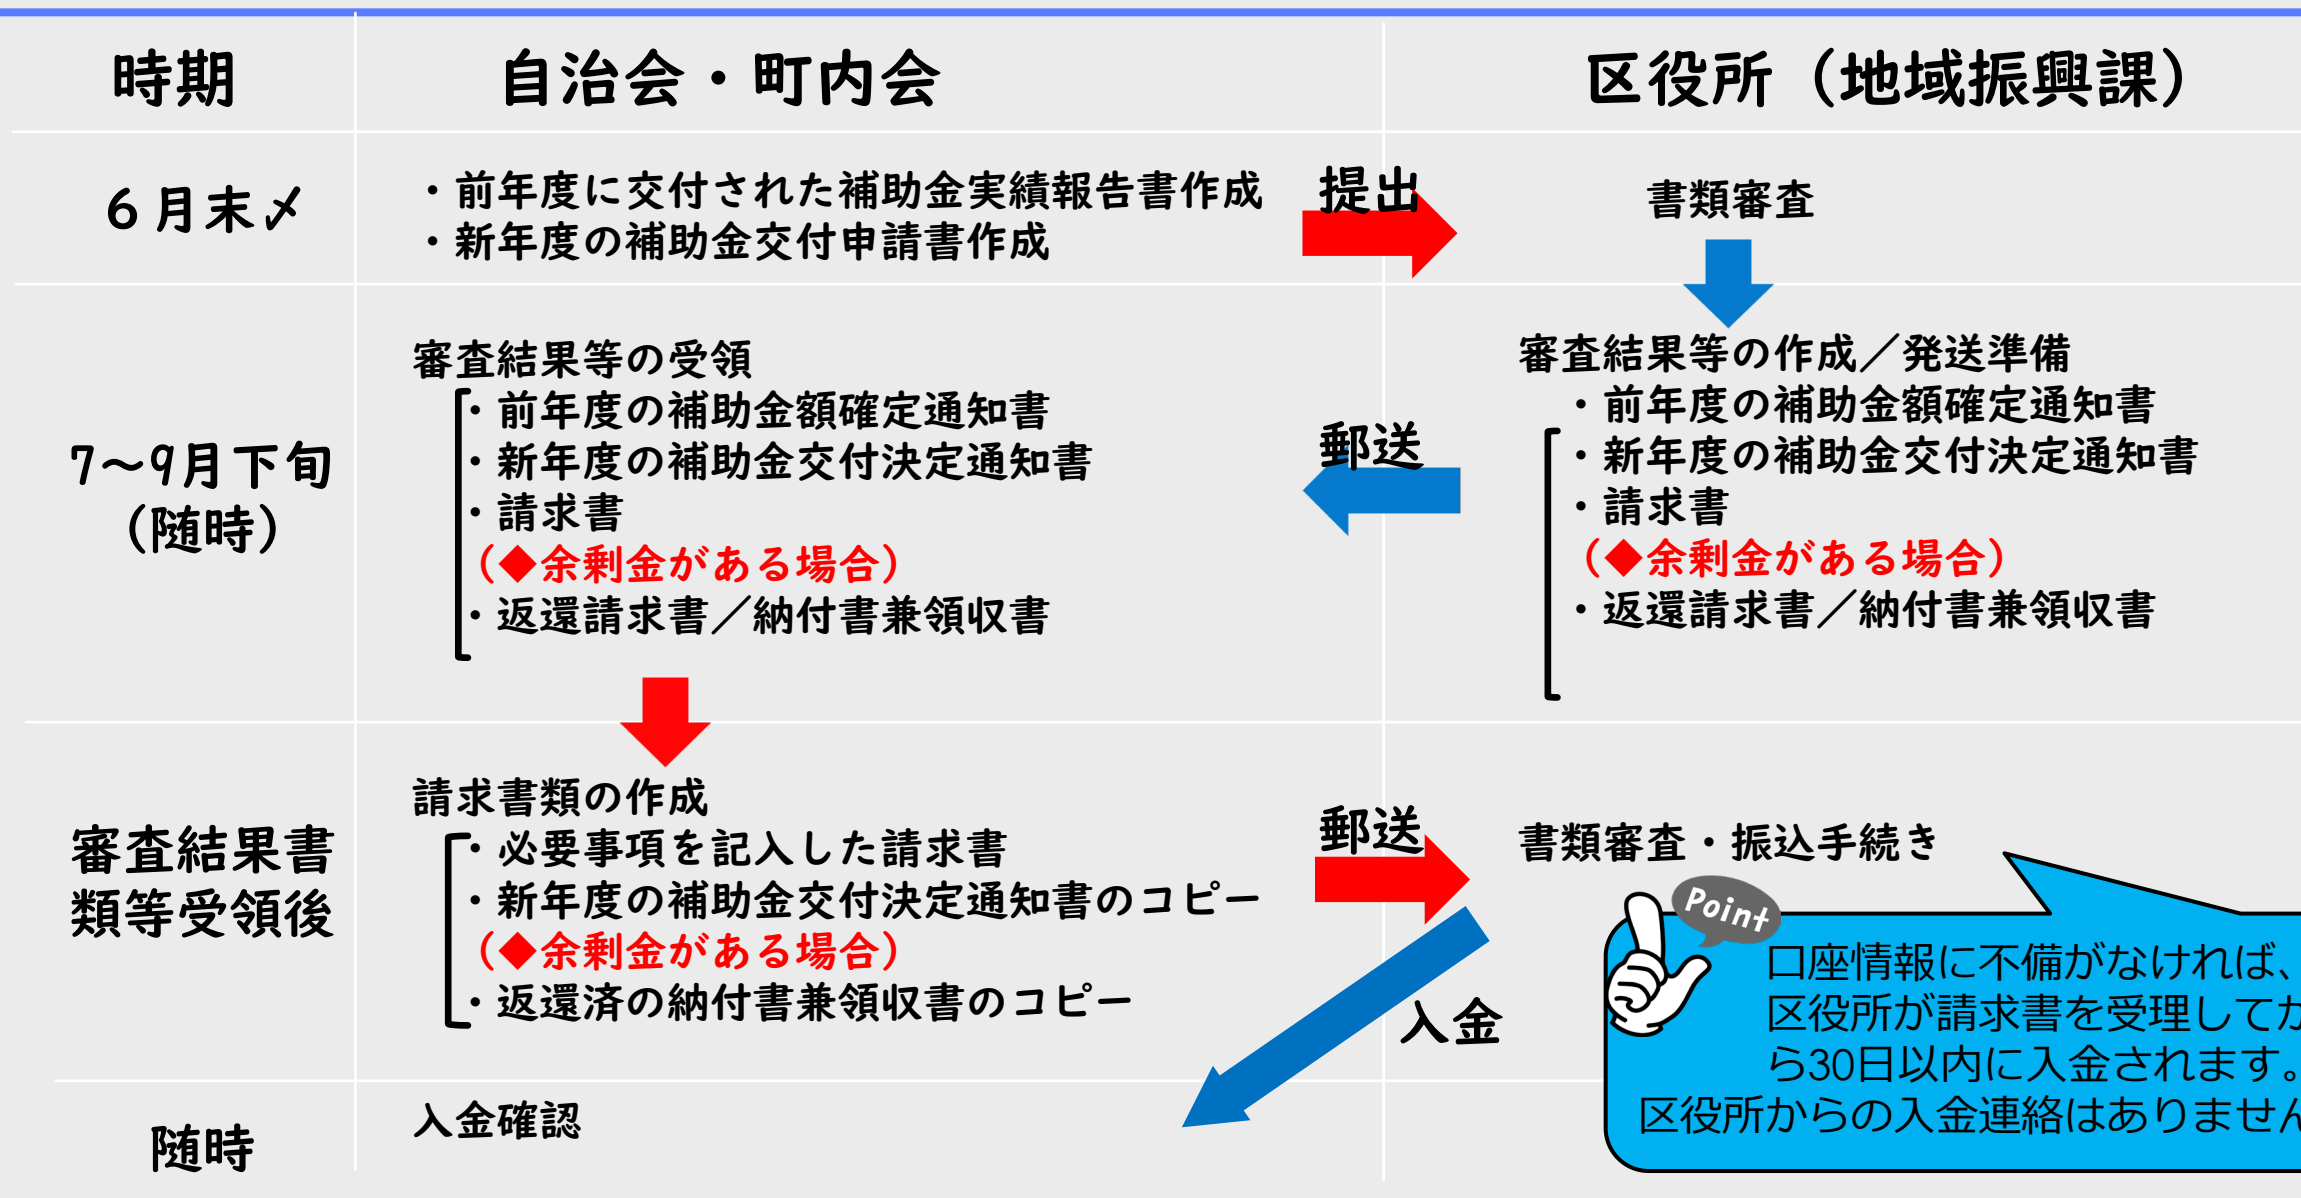 時期
自治会・町内会
区役所（地域振興課）
６月末〆
・前年度に交付された補助金実績報告書作成
・新年度の補助金交付申請書作成
提出
書類審査
7～9月下旬
（随時）
審査結果等の受領
・前年度の補助金額確定通知書
・新年度の補助金交付決定通知書
・請求書
（◆余剰金がある場合）
・返還請求書／納付書兼領収書
郵送
審査結果等の作成／発送準備
・前年度の補助金額確定通知書
・新年度の補助金交付決定通知書
・請求書
（◆余剰金がある場合）
・返還請求書／納付書兼領収書
審査結果書
類等受領後
請求書類の作成
・必要事項を記入した請求書
・新年度の補助金交付決定通知書のコピー
（◆余剰金がある場合）
・返還済の納付書兼領収書のコピー
郵送
書類審査・振込手続き
Point
口座情報に不備がなければ、
区役所が請求書を受理してか
ら30日以内に入金されます。
区役所からの入金連絡はありません
入金
随時
入金確認